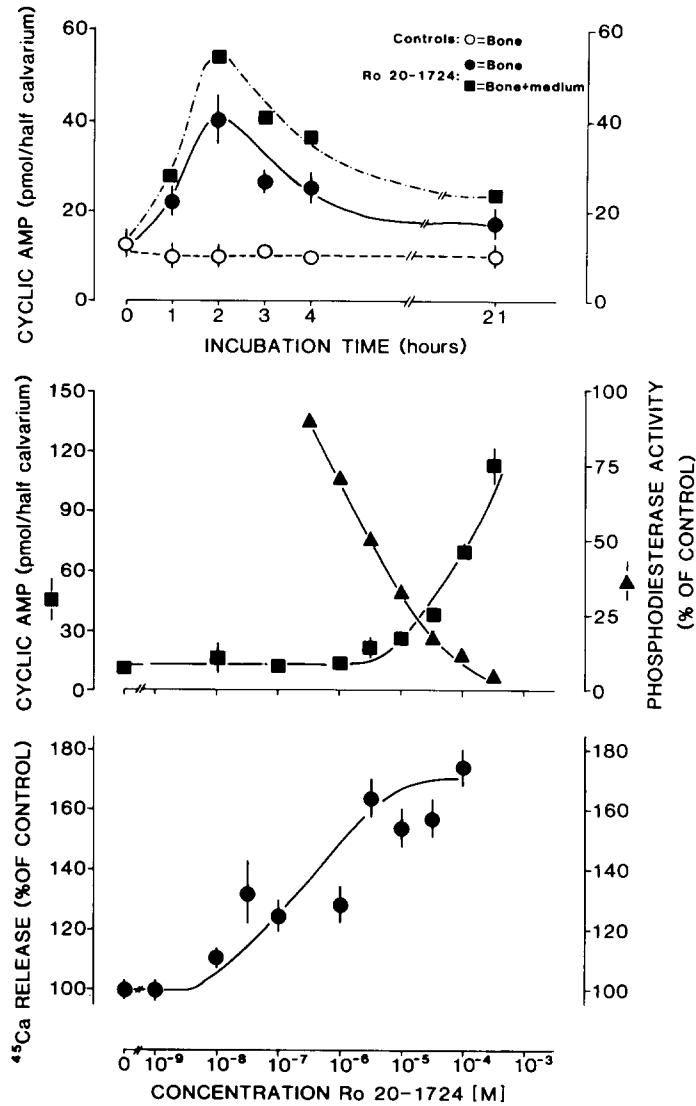 Controls: ○=Bone
●=Bone
Ro 20-1724: ■=Bone+medium
CYCLIC AMP (pmol/half calvarium)
60
40
20
0
60
40
20
0
0 1 2 3 4 21
INCUBATION TIME (hours)
CYCLIC AMP (pmol/half calvarium)
150
120
90
60
30
0
100
75
50
25
0
PHOSPHODIESTERASE ACTIVITY
(% OF CONTROL)
45Ca RELEASE (%OF CONTROL)
180
160
140
120
100
180
160
140
120
100
0 10⁻⁹ 10⁻⁸ 10⁻⁷ 10⁻⁶ 10⁻⁵ 10⁻⁴ 10⁻³
CONCENTRATION Ro 20-1724 [M]